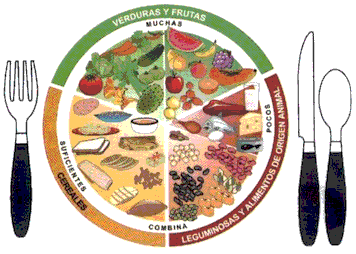 VERDURAS Y FRUTAS
MUCHAS
SUFICIENTES
CEREALES
COMBINA
POCOS
LEGUMINOSAS Y ALIMENTOS DE ORIGEN ANIMAL